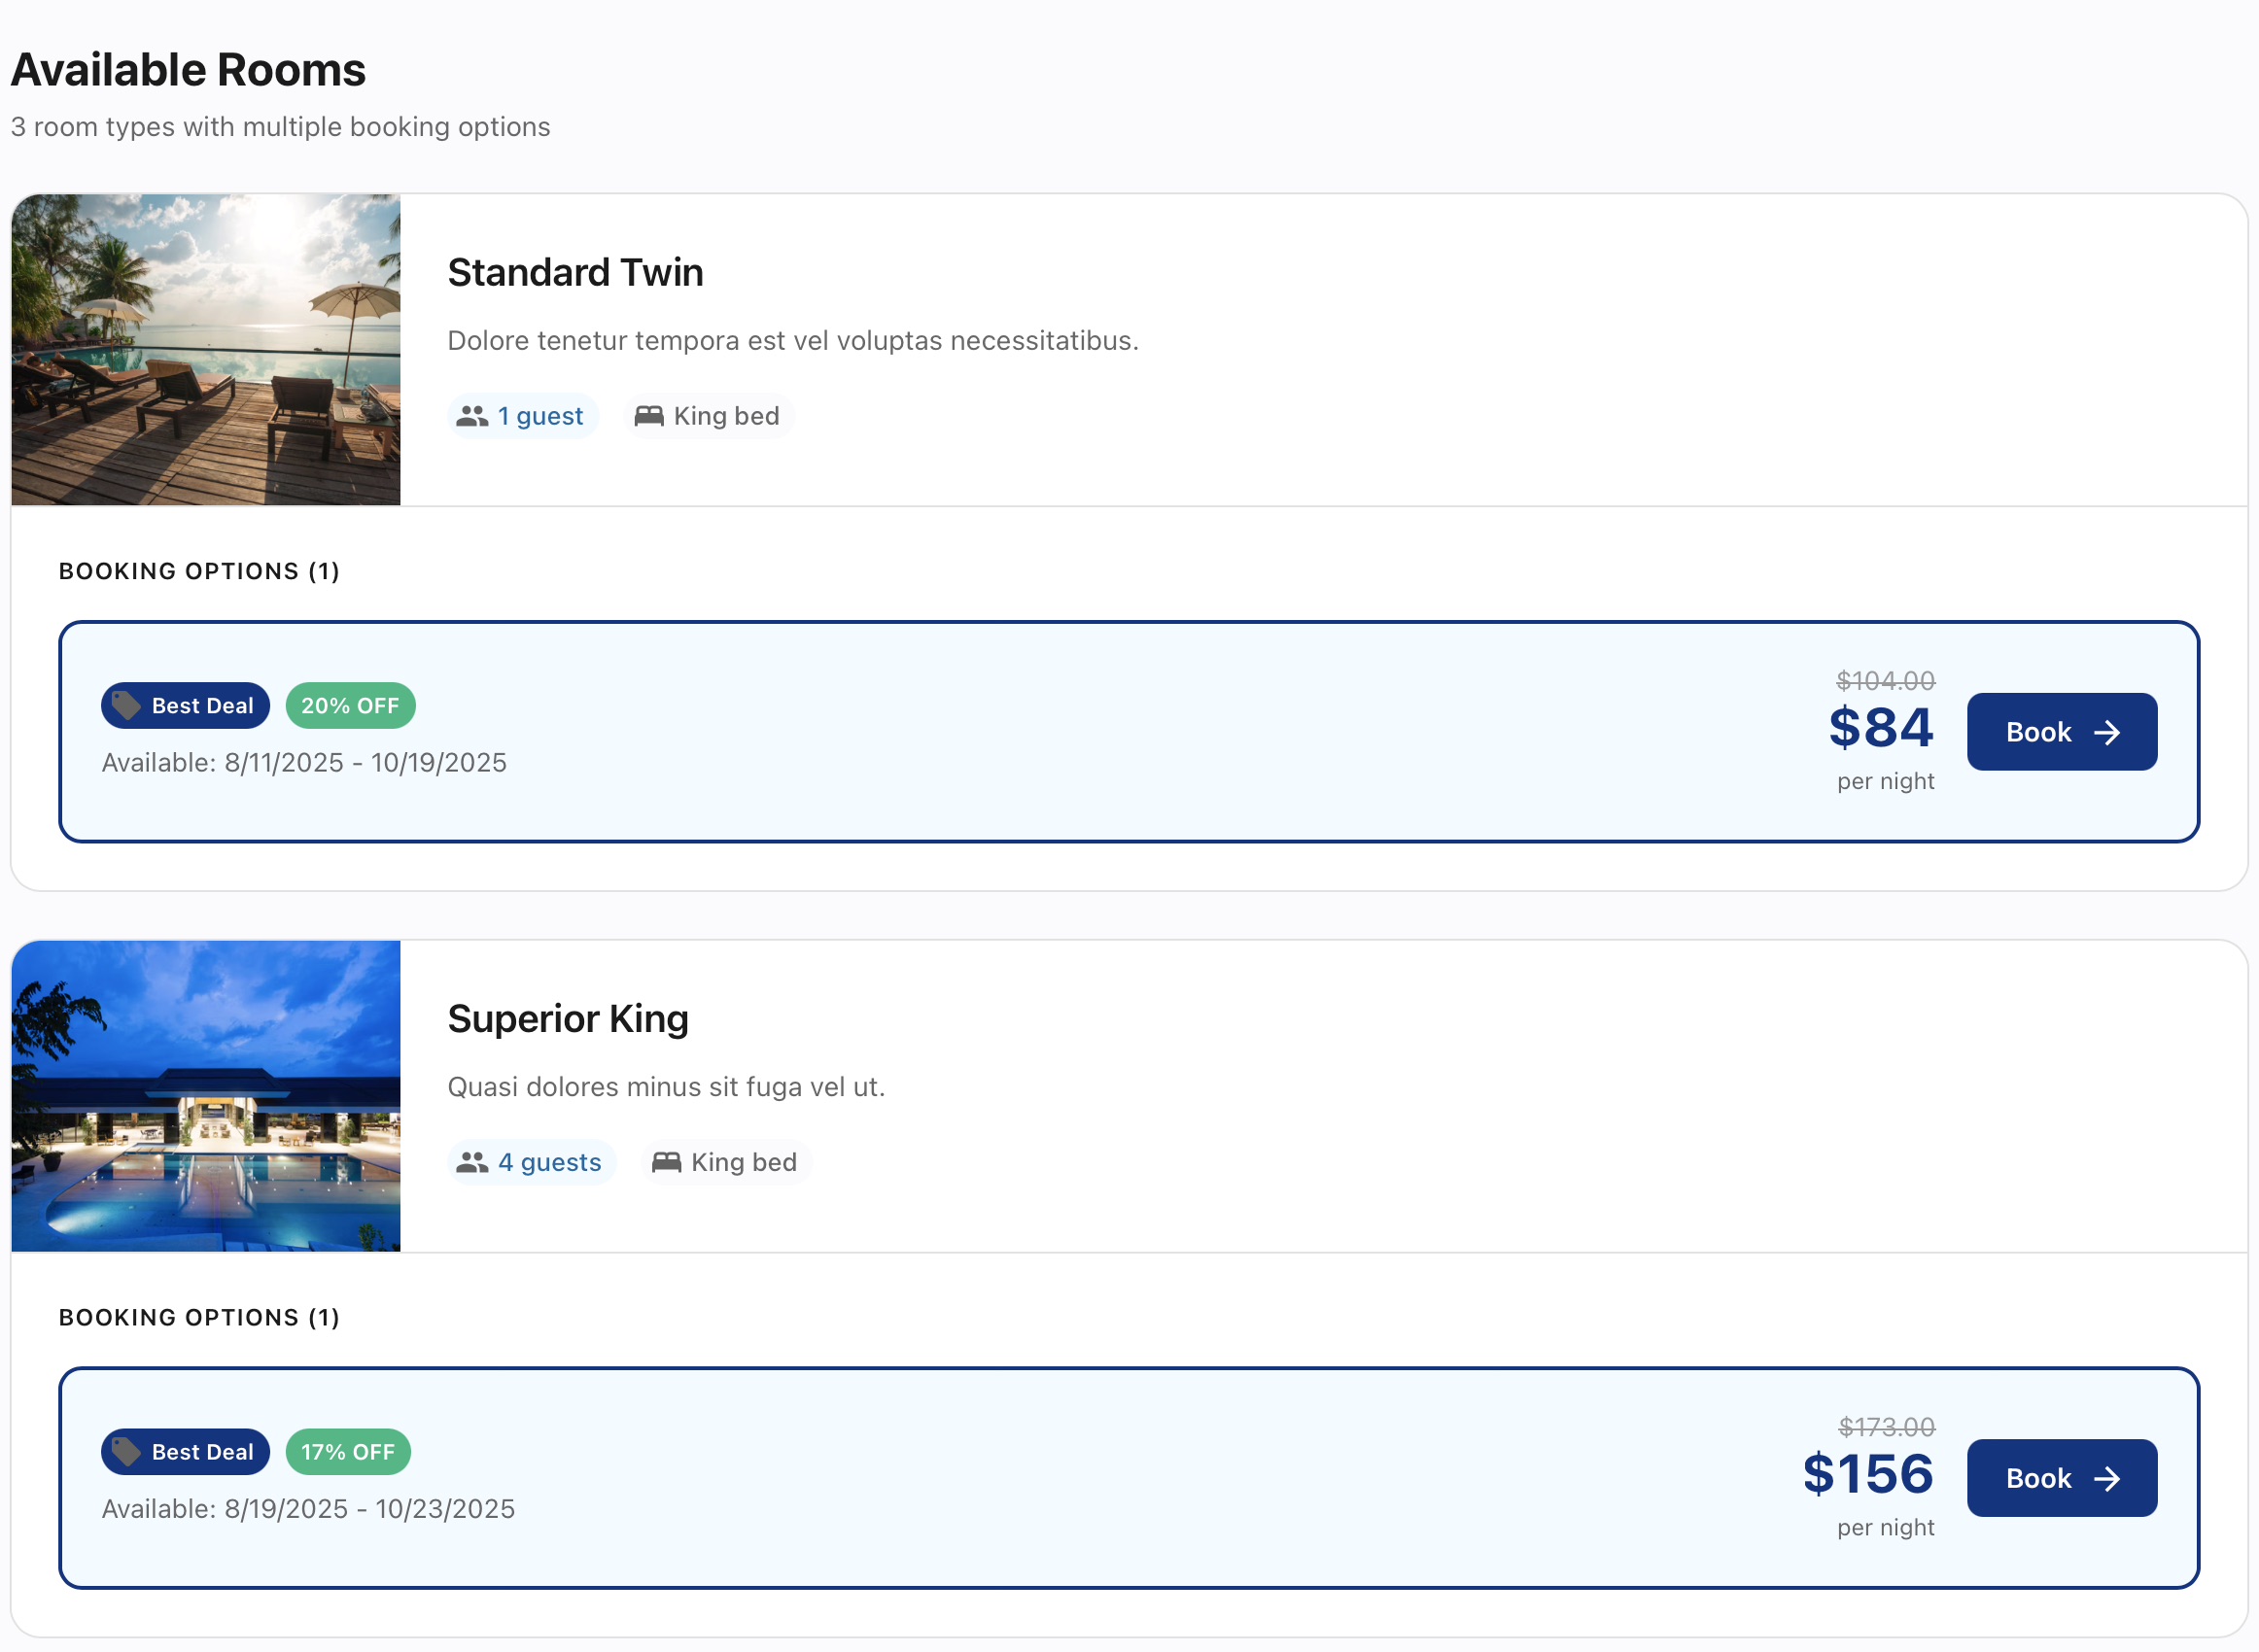 Available Rooms
3 room types with multiple booking options
Standard Twin
Dolore tenetur tempora est vel voluptas necessitatibus.
1 guest King bed
BOOKING OPTIONS (1)
Best Deal 20% OFF
Available: 8/11/2025 - 10/19/2025
$104.00
$84
per night
Book
Superior King
Quasi dolores minus sit fuga vel ut.
4 guests King bed
BOOKING OPTIONS (1)
Best Deal 17% OFF
Available: 8/19/2025 - 10/23/2025
$173.00
$156
per night
Book